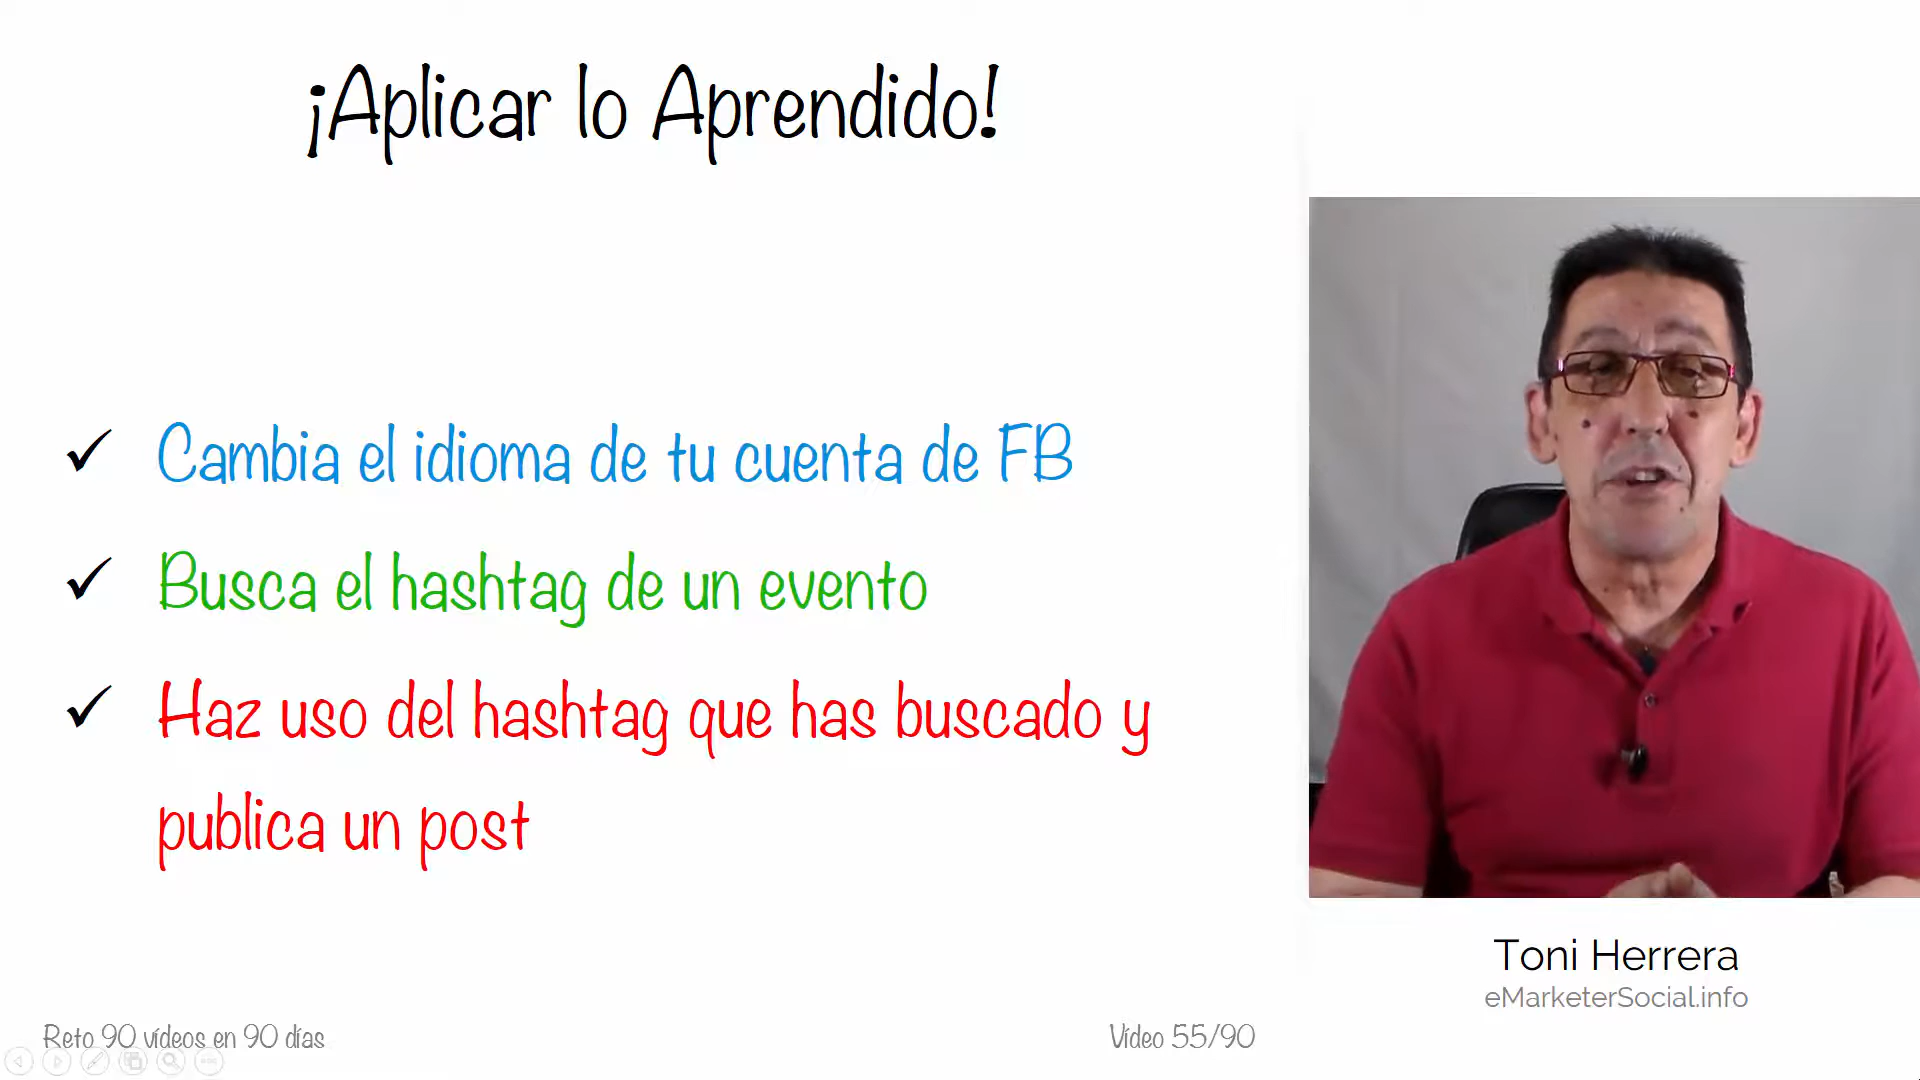 ¡Aplicar lo Aprendido!
Cambia el idioma de tu cuenta de FB
Busca el hashtag de un evento
Haz uso del hashtag que has buscado y
publica un post
Toni Herrera
eMarketerSocial.info
Reto 90 vídeos en 90 días
Vídeo 55/90